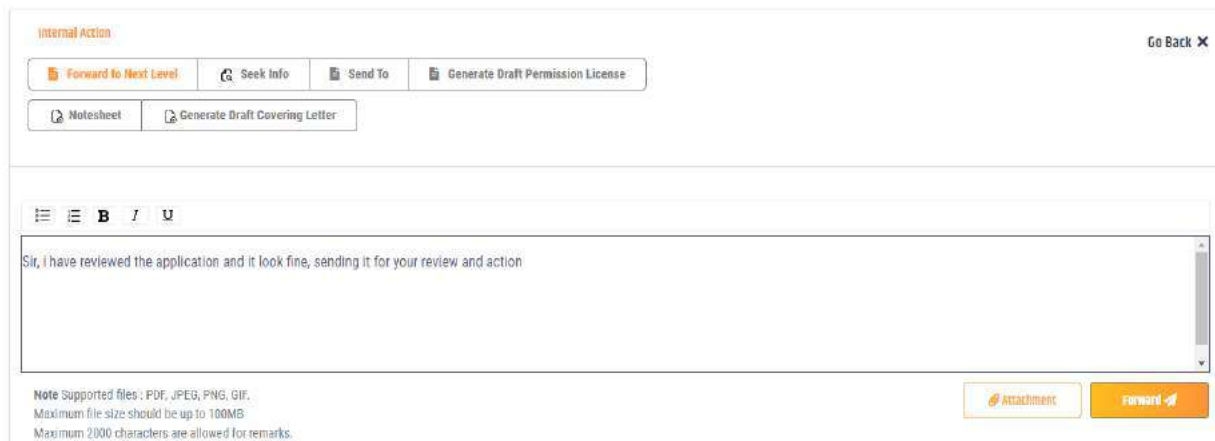 Internal Action
Go Back X
Forward to Next Level Seek Info Send To Generate Draft Permission License
Notesheet Generate Draft Covering Letter
B I U
Sir, i have reviewed the application and it look fine, sending it for your review and action
Note Supported files : PDF, JPEG, PNG, GIF.
Attachment Forward
Maximum file size should be up to 100MB
Maximum 2000 characters are allowed for remarks.